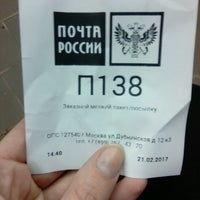 ПОЧТА
РОССИИ
П138
Заказной мелкий пакет/посылку
ОПС 127540 г Москва ул Дубнинская д 12 к3
14:40
21.02.2017